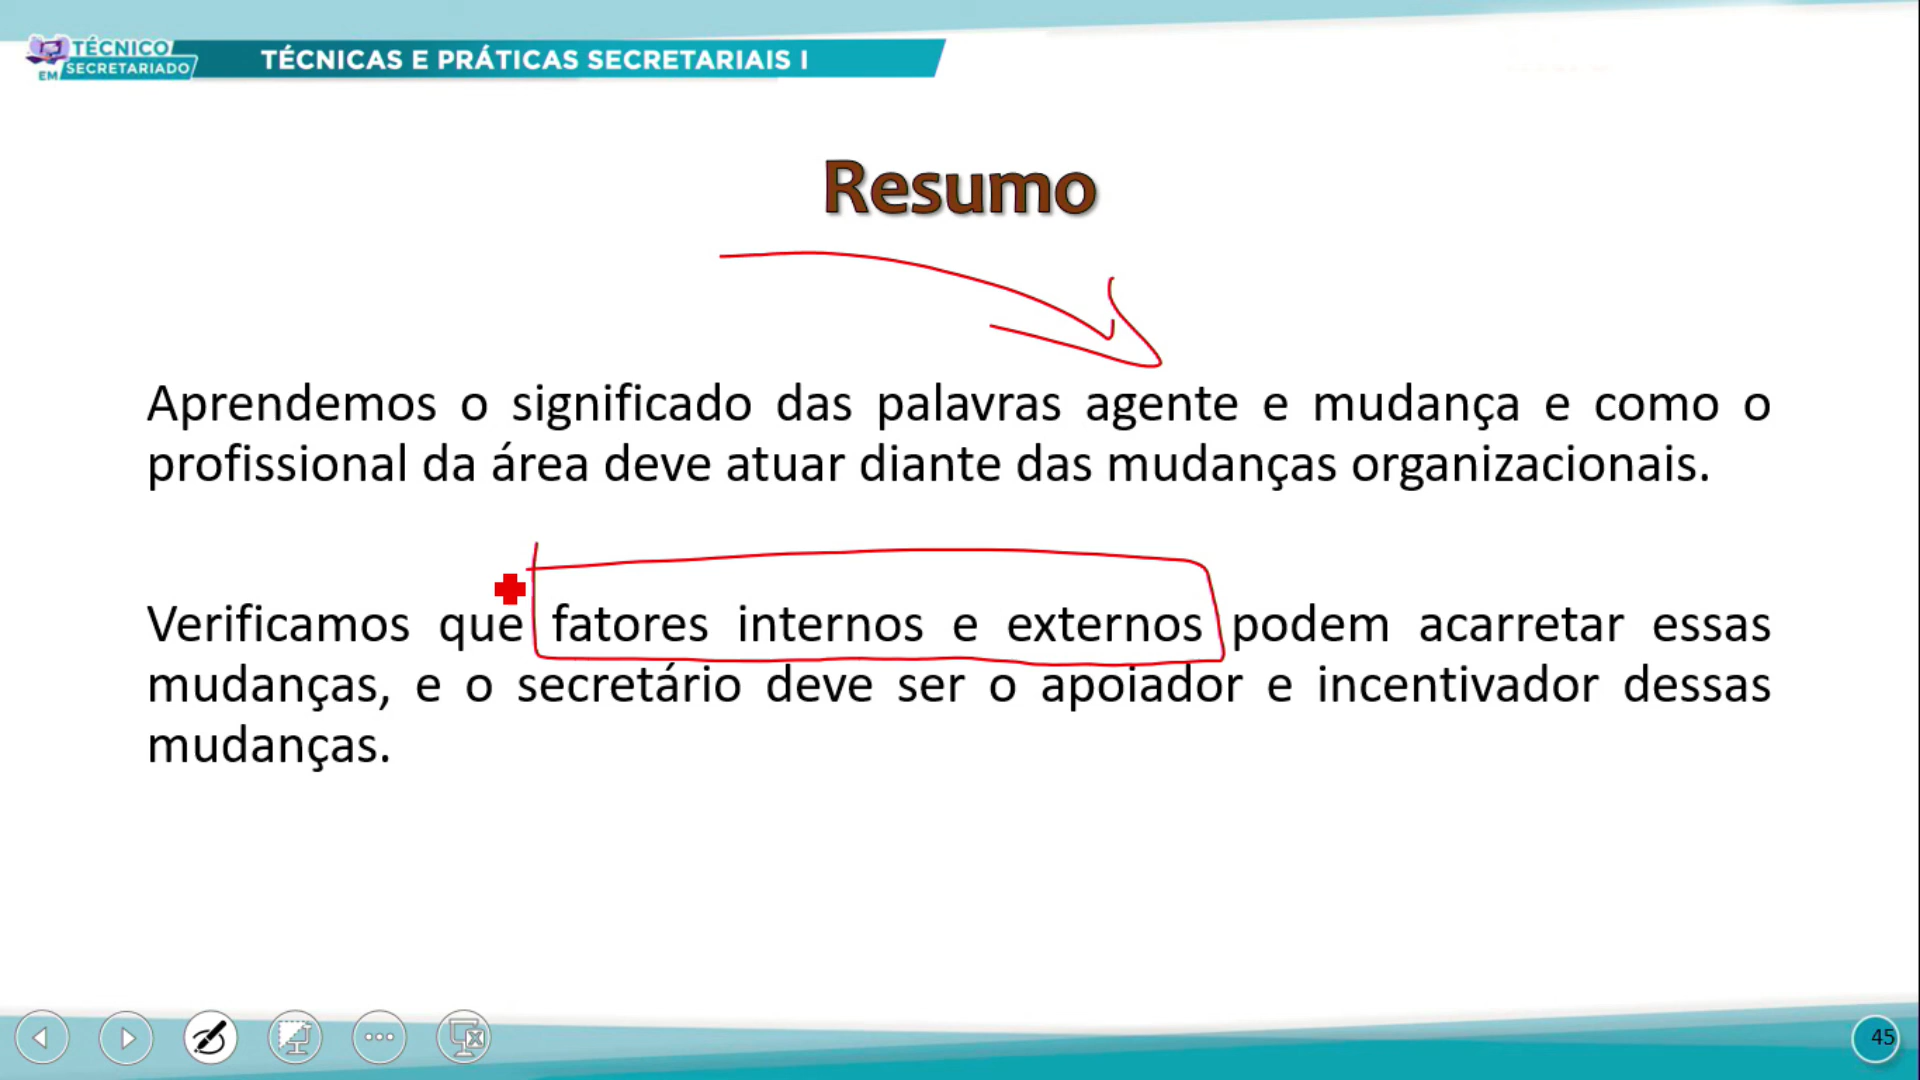 TÉCNICO
EM SECRETARIADO
TÉCNICAS E PRÁTICAS SECRETARIAIS I
Resumo
Aprendemos o significado das palavras agente e mudança e como o
profissional da área deve atuar diante das mudanças organizacionais.
Verificamos que fatores internos e externos podem acarretar essas
mudanças, e o secretário deve ser o apoiador e incentivador dessas
mudanças.
45